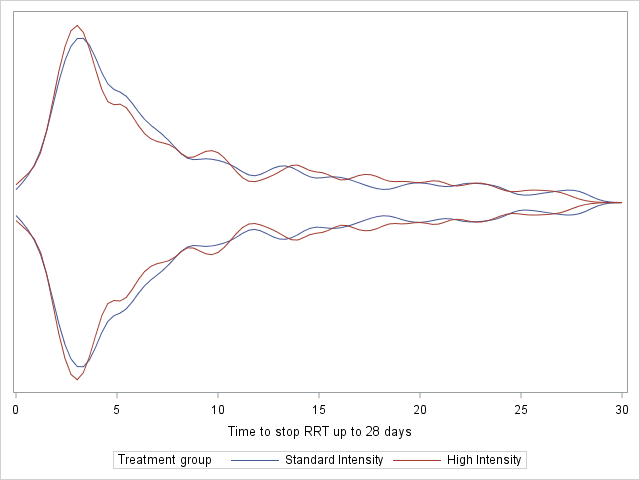 0 5 10 15 20 25 30
Time to stop RRT up to 28 days
Treatment group Standard Intensity High Intensity